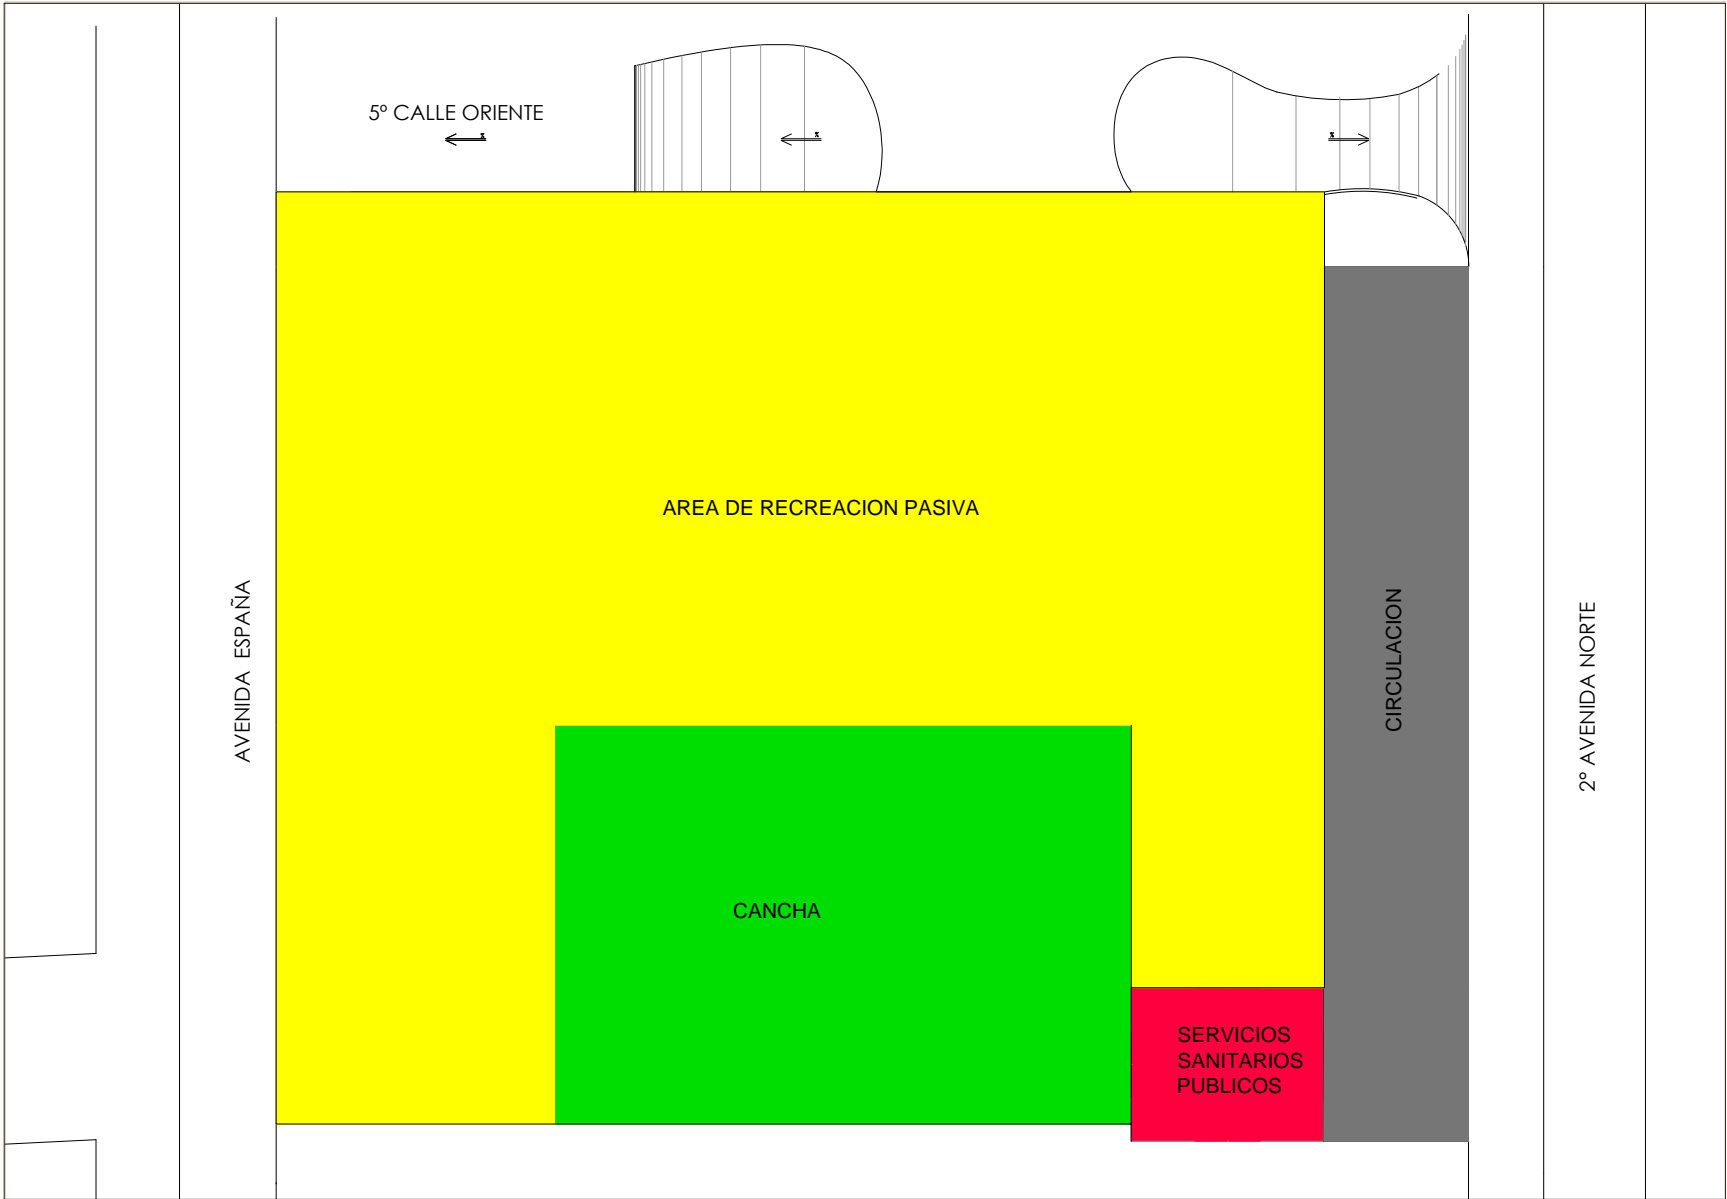 5º CALLE ORIENTE
AREA DE RECREACION PASIVA
AVENIDA ESPAÑA
CIRCULACION
2º AVENIDA NORTE
CANCHA
SERVICIOS
SANITARIOS
PUBLICOS